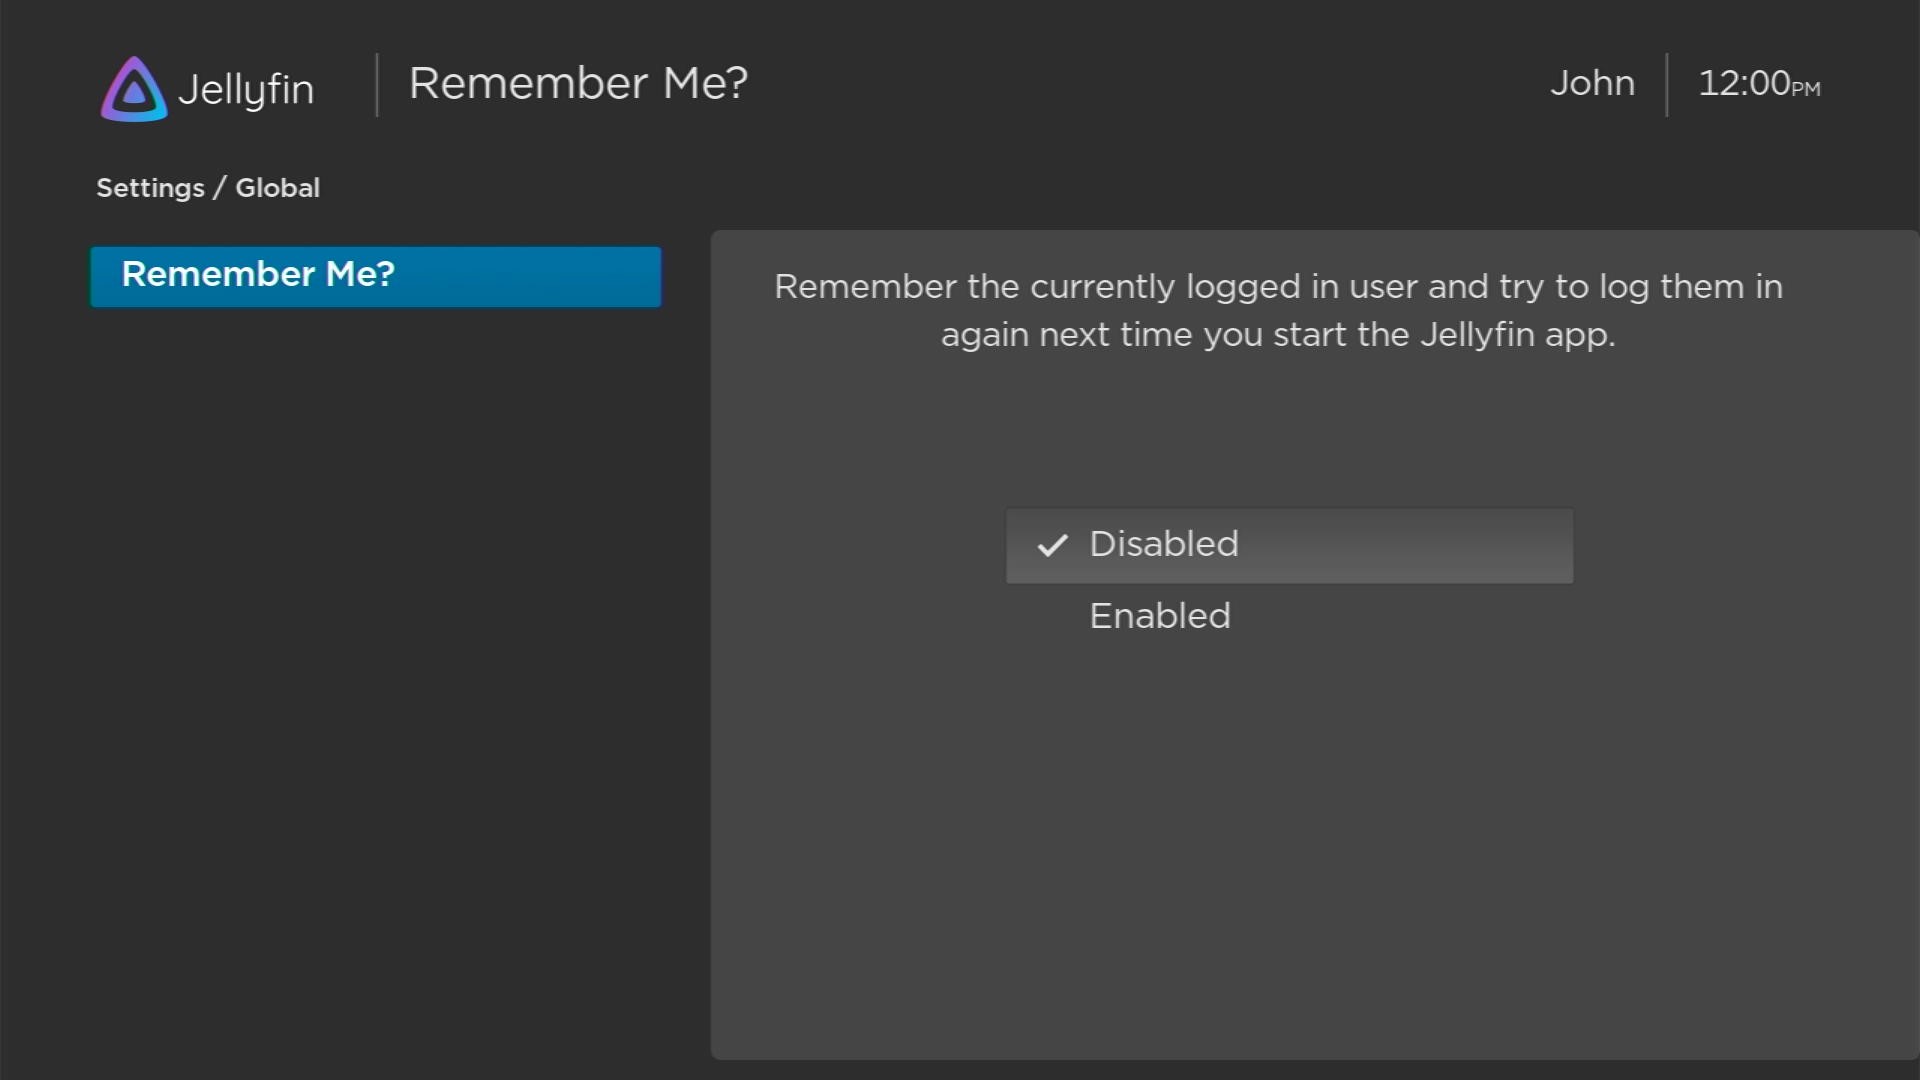 Jellyfin
Remember Me?
John
12:00PM
Settings / Global
Remember Me?
Remember the currently logged in user and try to log them in
again next time you start the Jellyfin app.
Disabled
Enabled